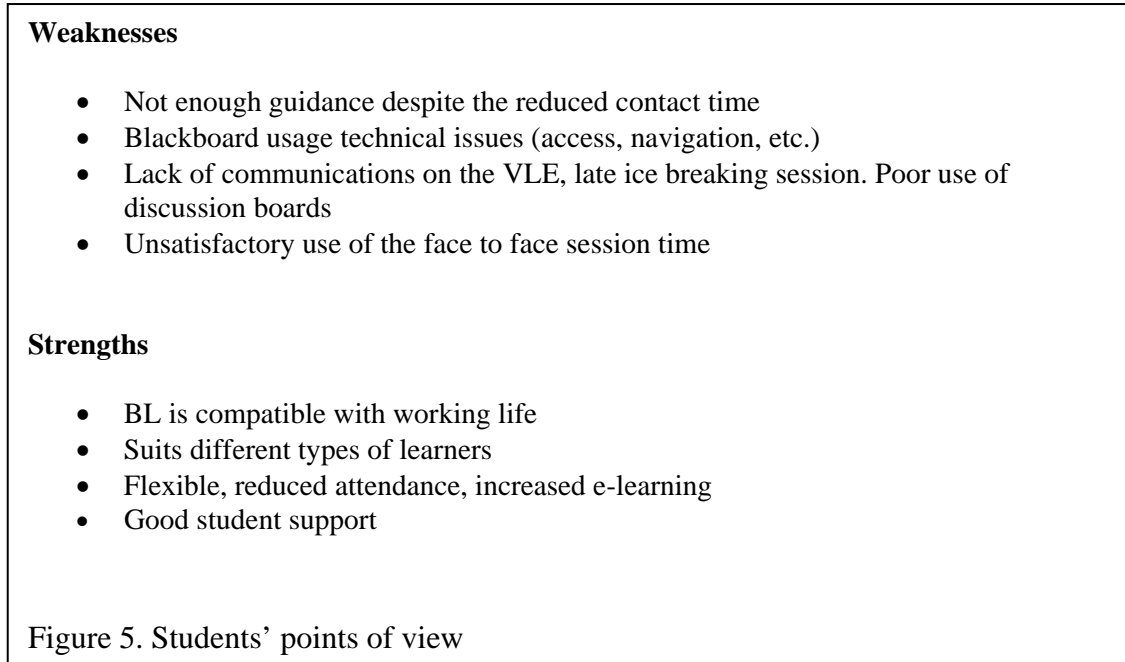 Weaknesses
• Not enough guidance despite the reduced contact time
• Blackboard usage technical issues (access, navigation, etc.)
• Lack of communications on the VLE, late ice breaking session. Poor use of
discussion boards
• Unsatisfactory use of the face to face session time
Strengths
• BL is compatible with working life
• Suits different types of learners
• Flexible, reduced attendance, increased e-learning
• Good student support
Figure 5. Students’ points of view